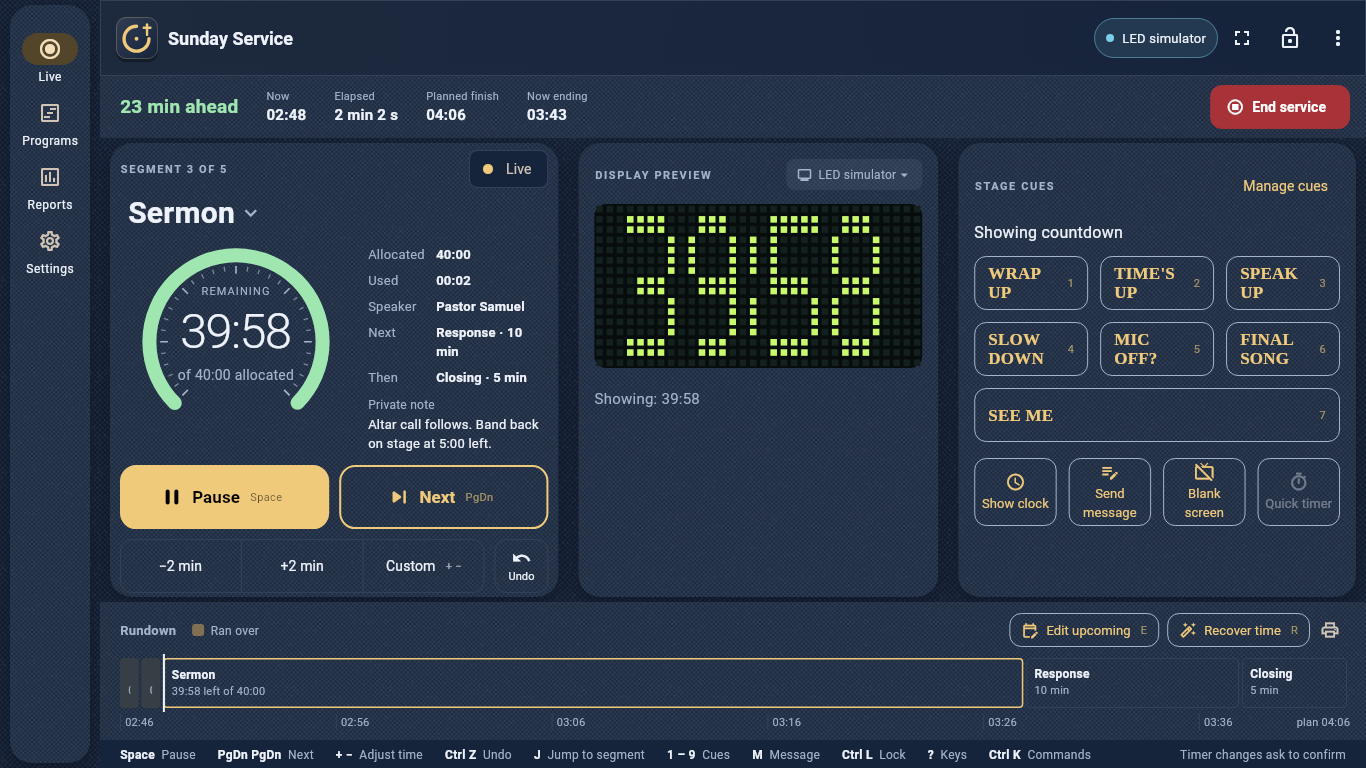 Sunday Service
LED simulator
Live
Programs
Reports
Settings
23 min ahead
Now
02:48
Elapsed
2 min 2 s
Planned finish
04:06
Now ending
03:43
End service
SEGMENT 3 OF 5
Live
Sermon
REMAINING
39:58
of 40:00 allocated
Allocated 40:00
Used 00:02
Speaker Pastor Samuel
Next Response · 10
min
Then Closing · 5 min
Private note
Altar call follows. Band back
on stage at 5:00 left.
Pause Space
Next PgDn
−2 min
+2 min
Custom + −
Undo
DISPLAY PREVIEW
LED simulator
39:58
Showing: 39:58
STAGE CUES
Manage cues
Showing countdown
WRAP
UP 1
TIME'S
UP 2
SPEAK
UP 3
SLOW
DOWN 4
MIC
OFF? 5
FINAL
SONG 6
SEE ME 7
Show clock
Send
message
Blank
screen
Quick timer
Rundown
Ran over
Edit upcoming E
Recover time R
Sermon
39:58 left of 40:00
Response
10 min
Closing
5 min
02:46 02:56 03:06 03:16 03:26 03:36 plan 04:06
Space Pause PgDn PgDn Next + − Adjust time Ctrl Z Undo J Jump to segment 1 – 9 Cues M Message Ctrl L Lock ? Keys Ctrl K Commands Timer changes ask to confirm